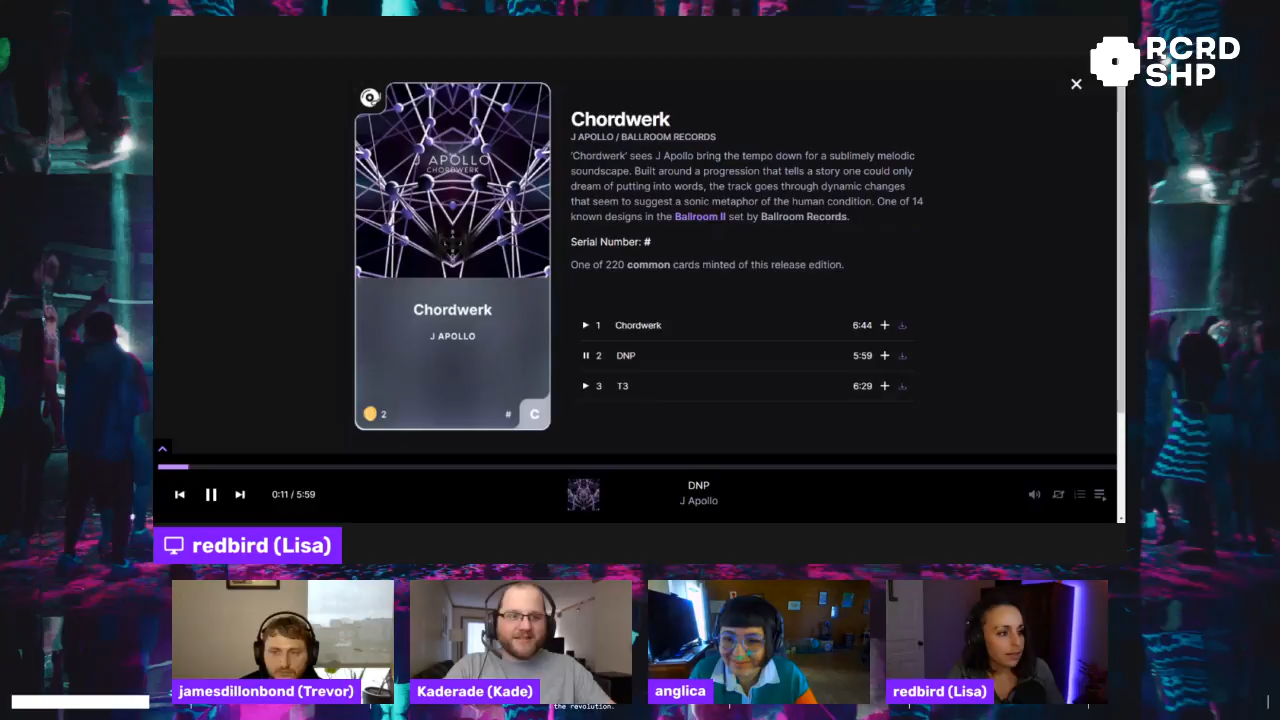 RCRD
SHP
J APOLLO
CHORDWERK
Chordwerk
J APOLLO
2
#
C
Chordwerk
J APOLLO / BALLROOM RECORDS
'Chordwerk' sees J Apollo bring the tempo down for a sublimely melodic
soundscape. Built around a progression that tells a story one could only
dream of putting into words, the track goes through dynamic changes
that seem to suggest a sonic metaphor of the human condition. One of 14
known designs in the Ballroom II set by Ballroom Records.
Serial Number: #
One of 220 common cards minted of this release edition.
1 Chordwerk 6:44
2 DNP 5:59
3 T3 6:29
0:11 / 5:59
DNP
J Apollo
redbird (Lisa)
jamesdillonbond (Trevor)
Kaderade (Kade)
anglica
redbird (Lisa)
the revolution.